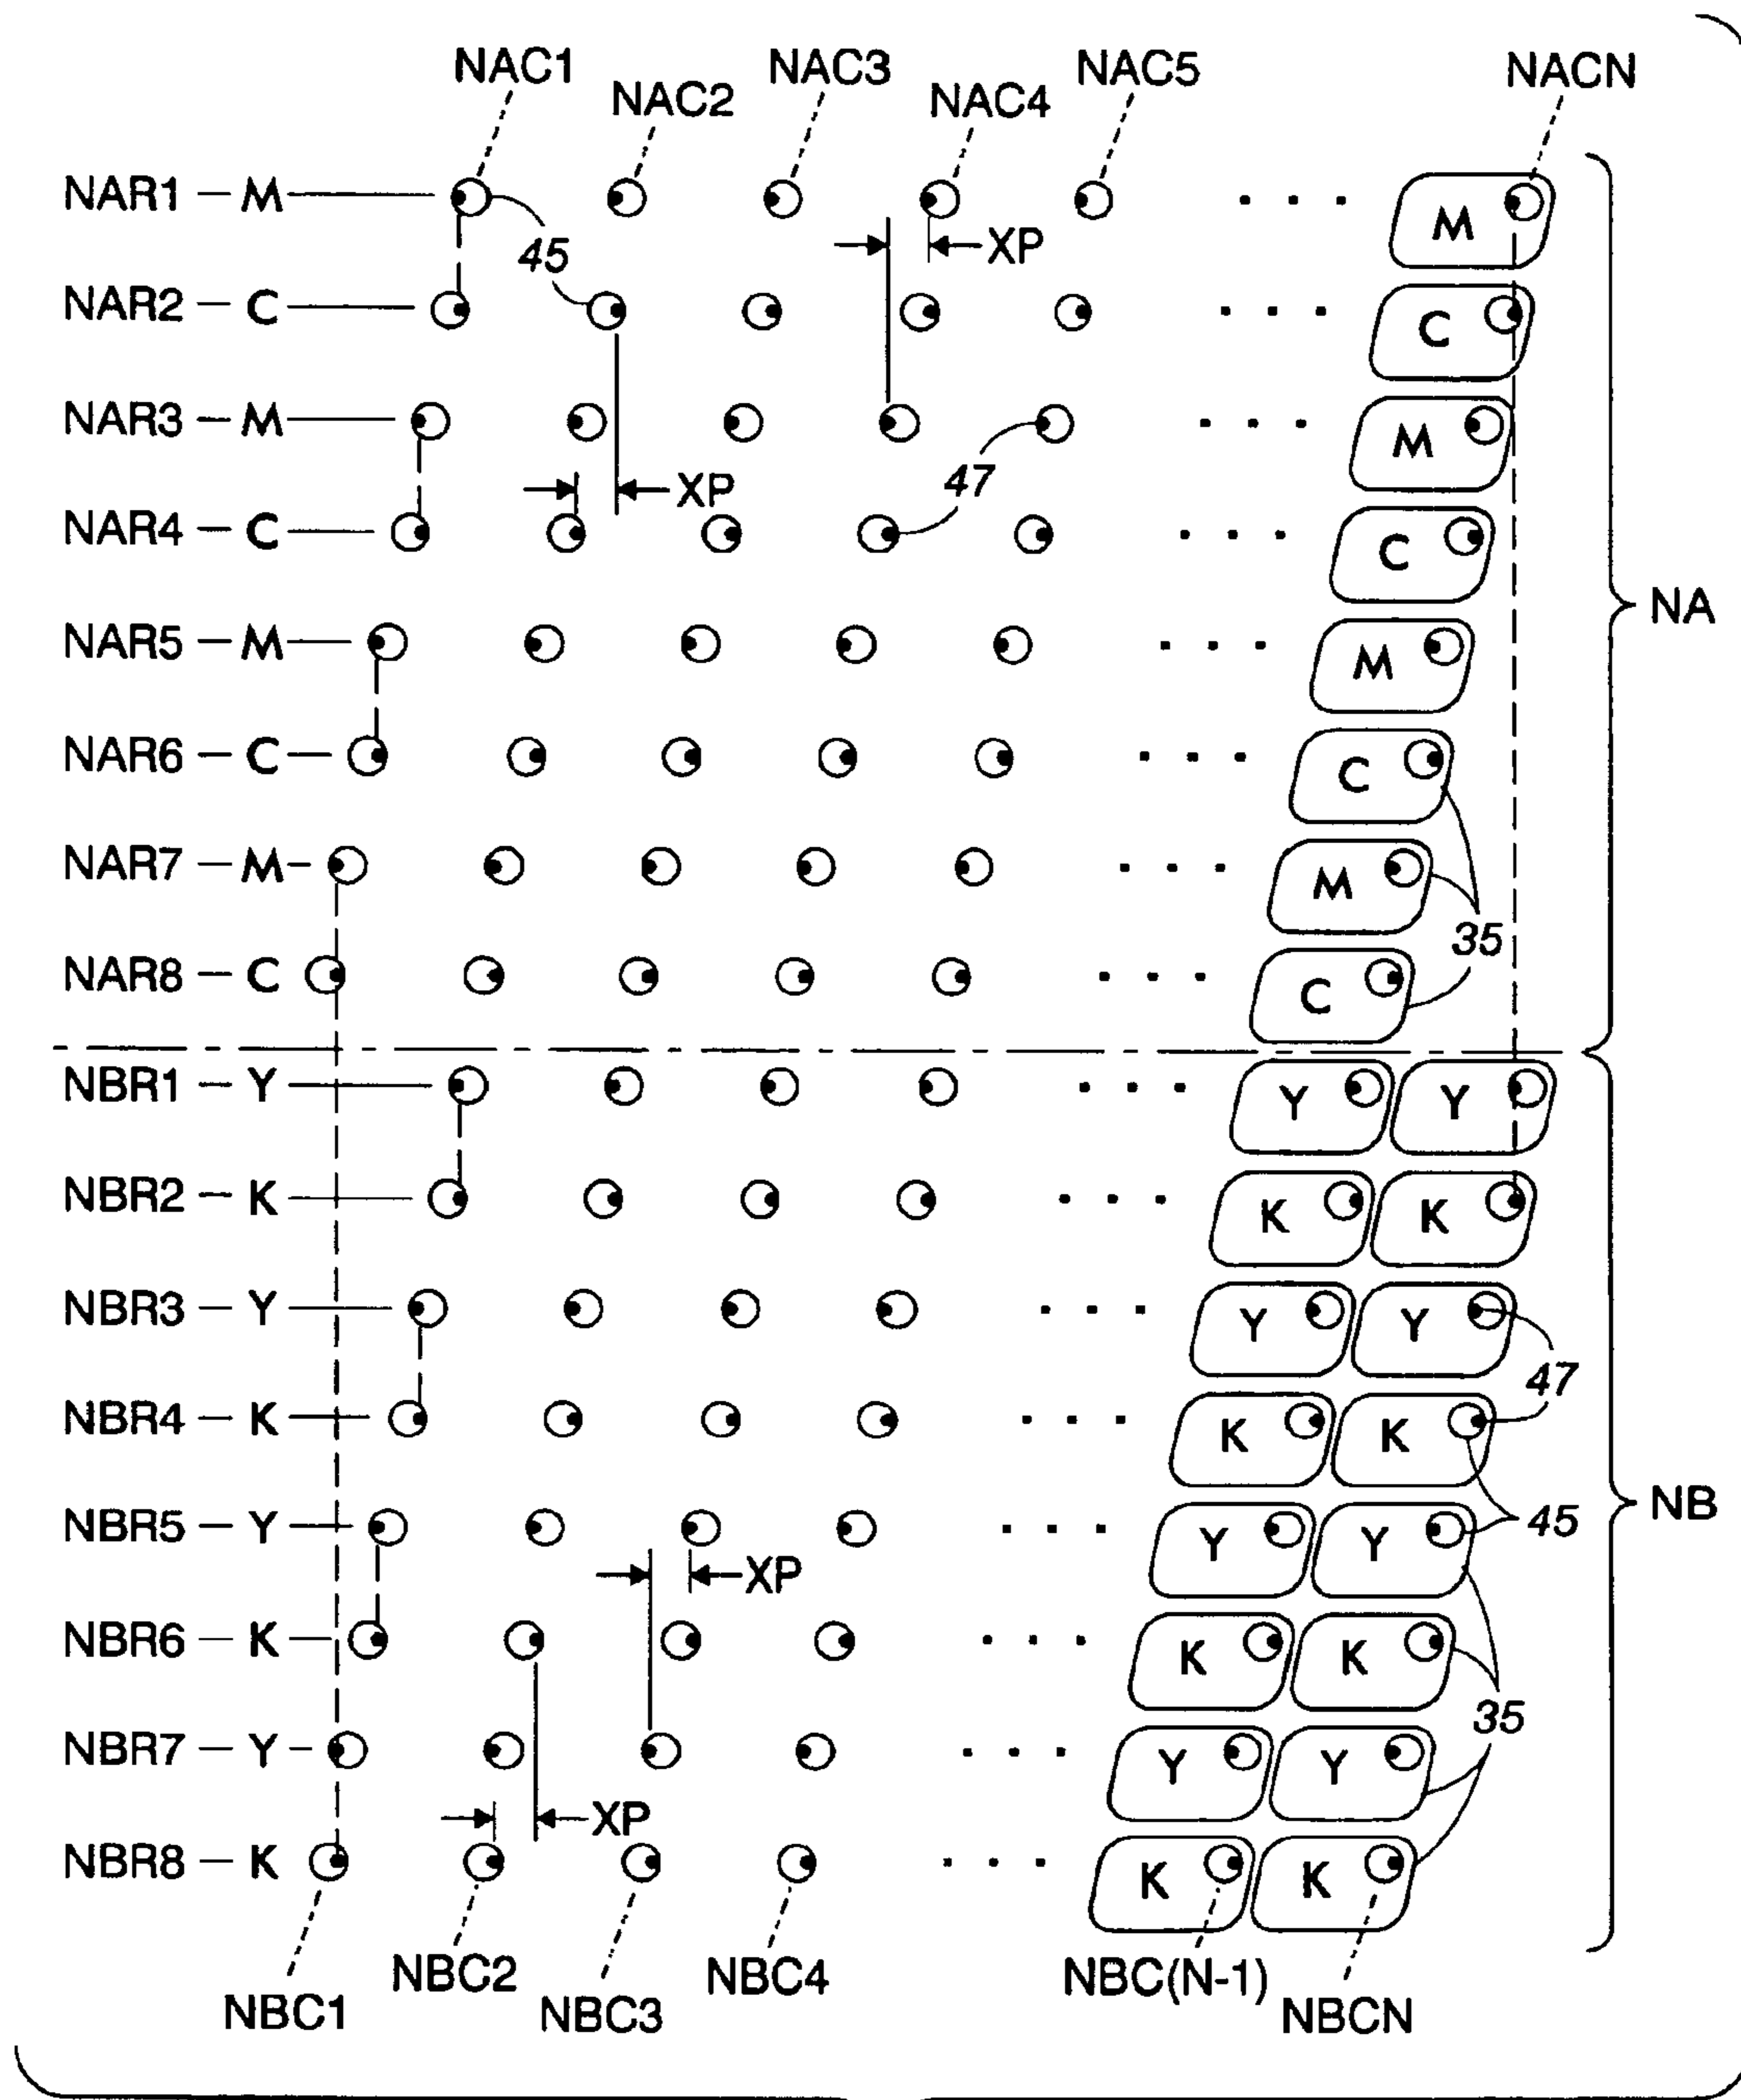 NAC1 NAC3 NAC5 NACN
NAC2 NAC4
NAR1 — M M
45 XP
NAR2 — C C
NAR3 — M M
XP 47
NAR4 — C C
NA
NAR5 — M M
NAR6 — C C
NAR7 — M M
35
NAR8 — C C
NBR1 — Y Y Y
NBR2 — K K K
NBR3 — Y Y Y
47
NBR4 — K K K
NB
NBR5 — Y Y Y 45
XP
NBR6 — K K K
35
NBR7 — Y Y Y
XP
NBR8 — K K K
NBC2 NBC4 NBC(N-1)
NBC1 NBC3 NBCN